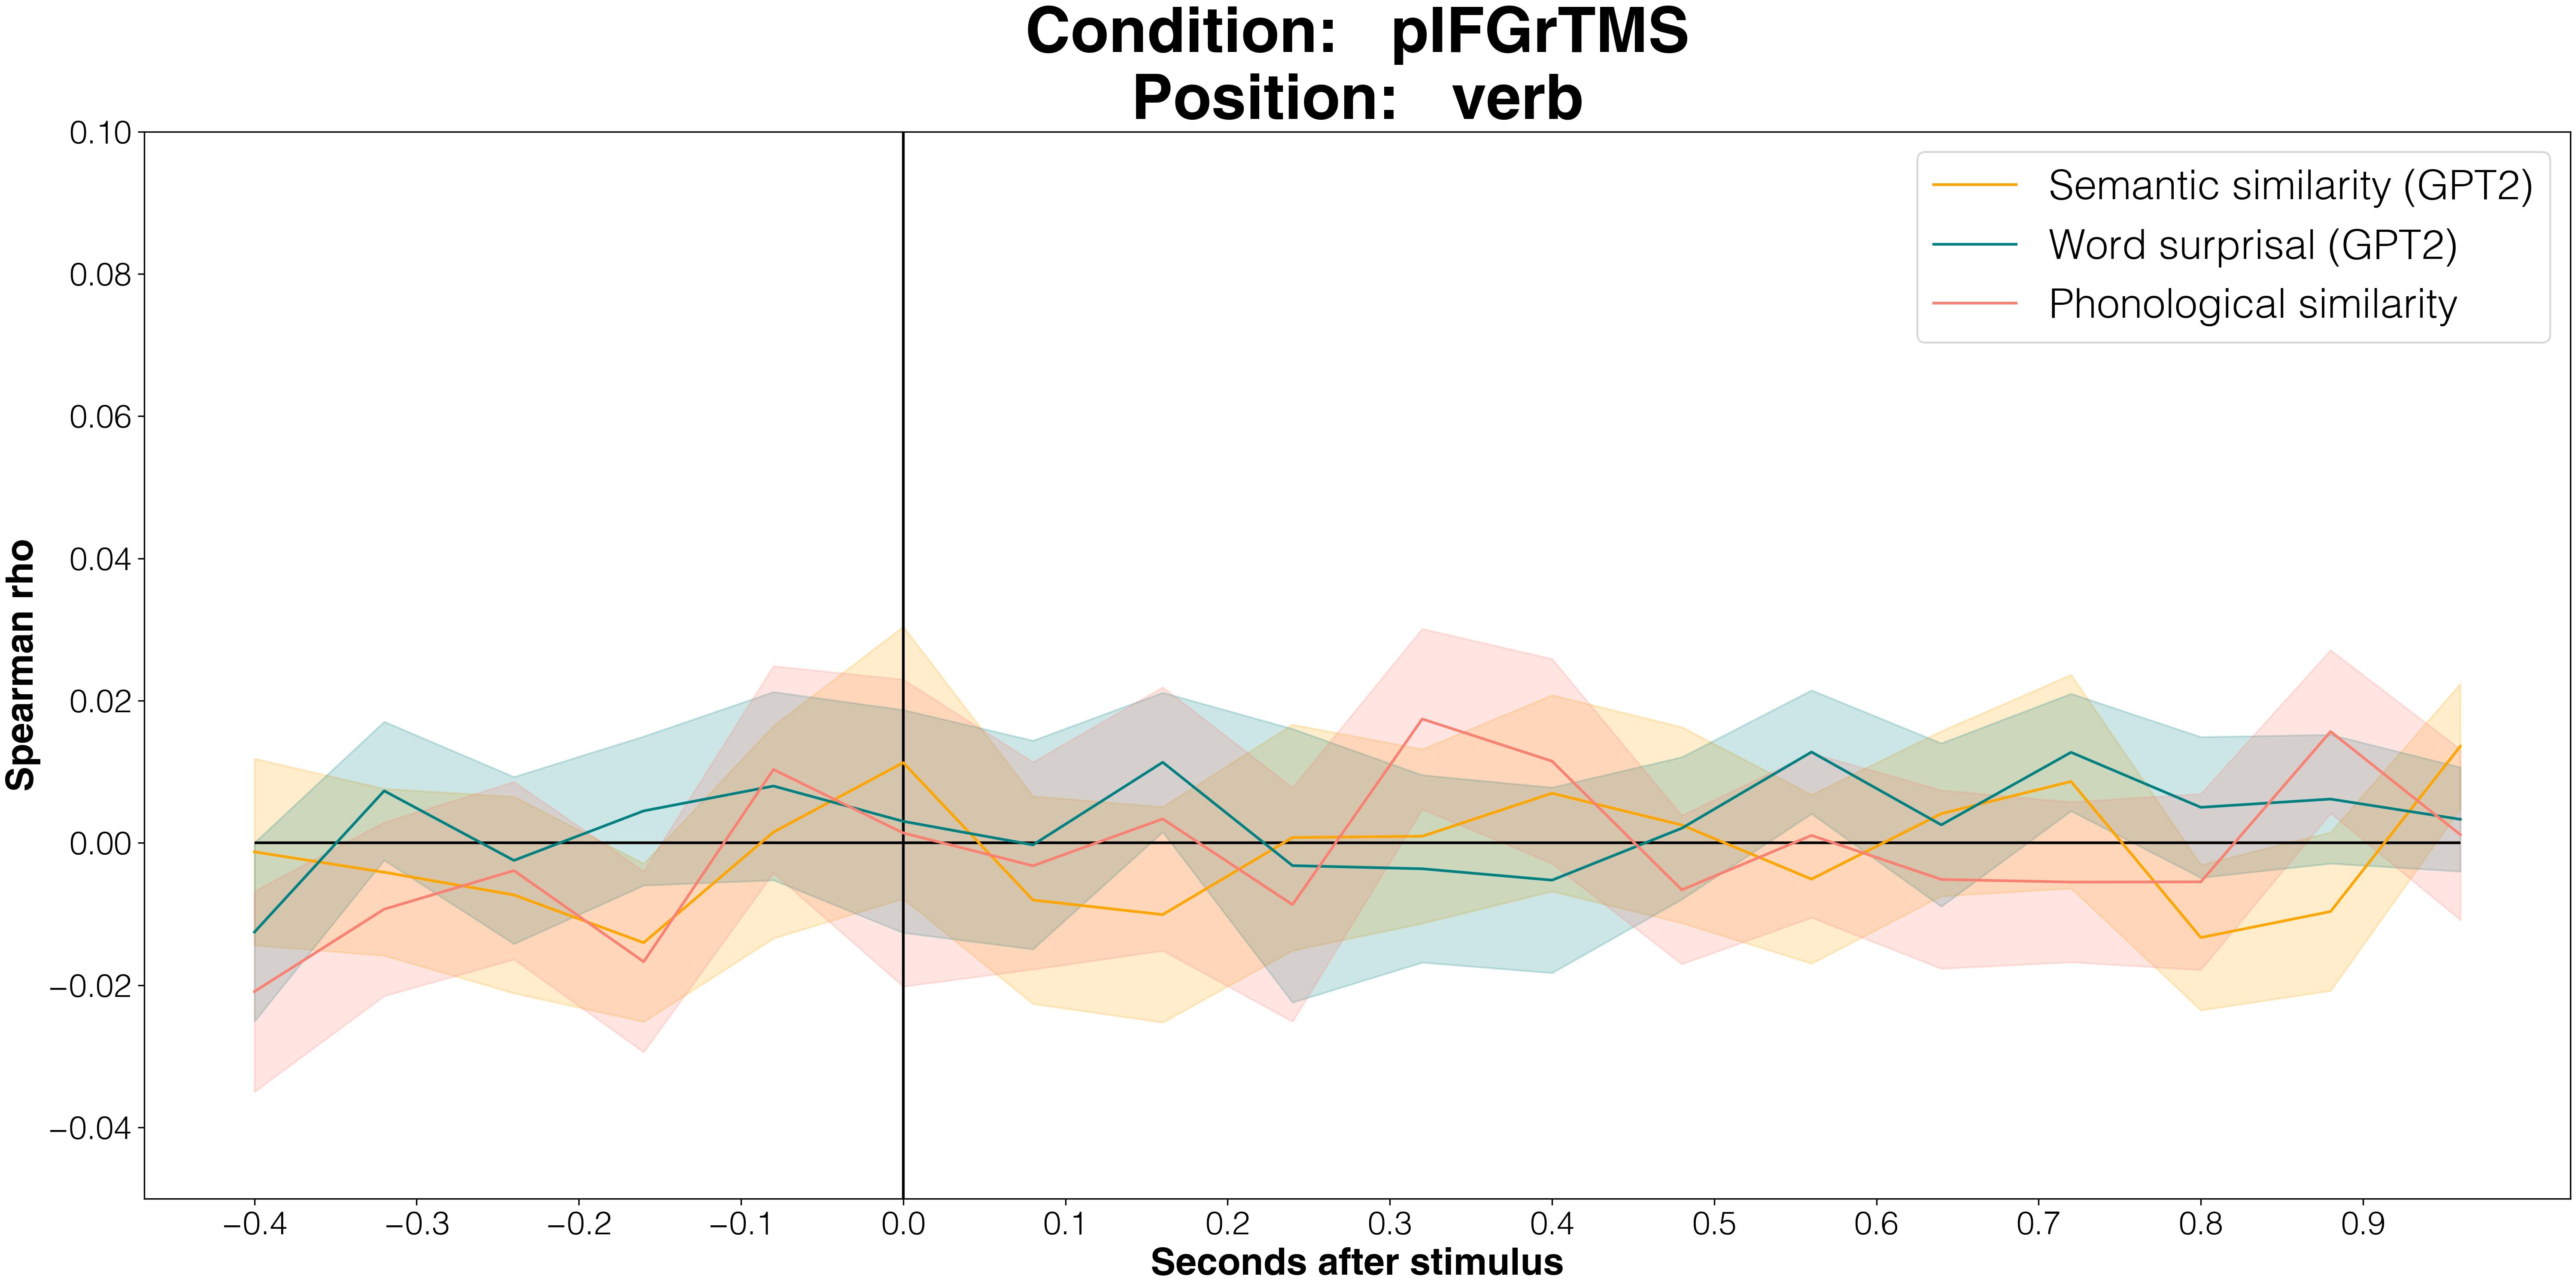 Condition:   pIFGrTMS
Position:   verb
Semantic similarity (GPT2)
Word surprisal (GPT2)
Phonological similarity
Spearman rho
0.10
0.08
0.06
0.04
0.02
0.00
−0.02
−0.04
−0.4 −0.3 −0.2 −0.1 0.0 0.1 0.2 0.3 0.4 0.5 0.6 0.7 0.8 0.9
Seconds after stimulus